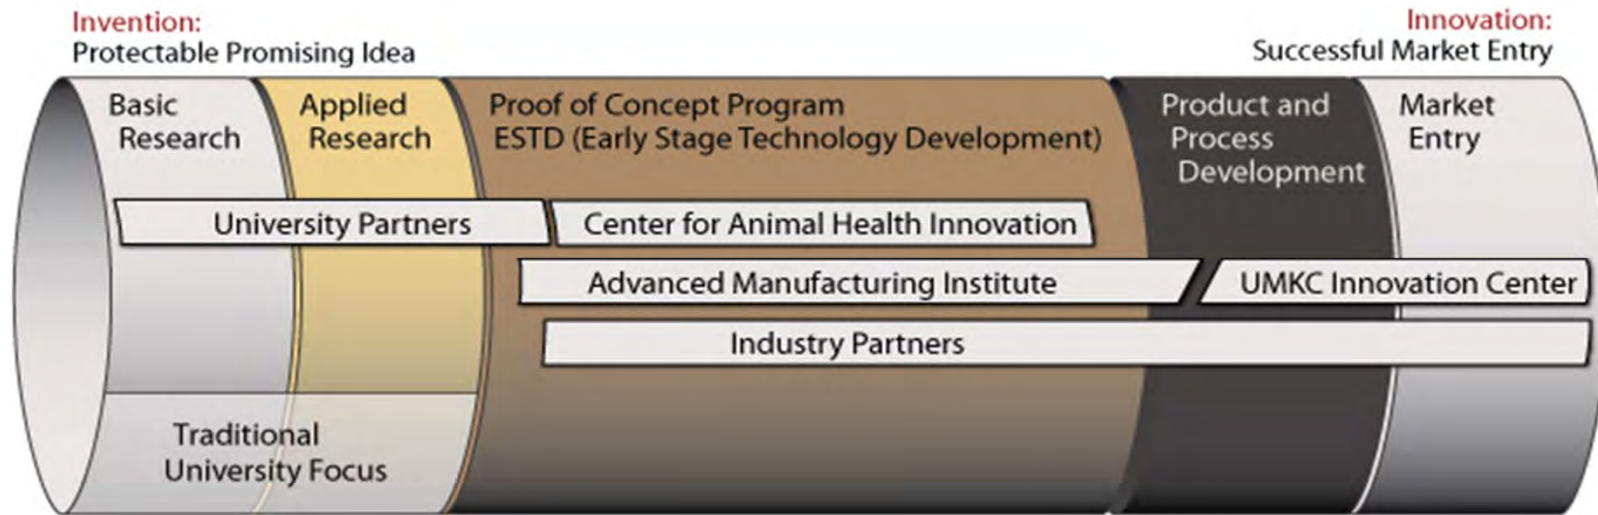 Invention:
Protectable Promising Idea
Innovation:
Successful Market Entry
Basic
Research
Applied
Research
Proof of Concept Program
ESTD (Early Stage Technology Development)
Product and
Process
Development
Market
Entry
University Partners
Center for Animal Health Innovation
Advanced Manufacturing Institute
UMKC Innovation Center
Industry Partners
Traditional
University Focus